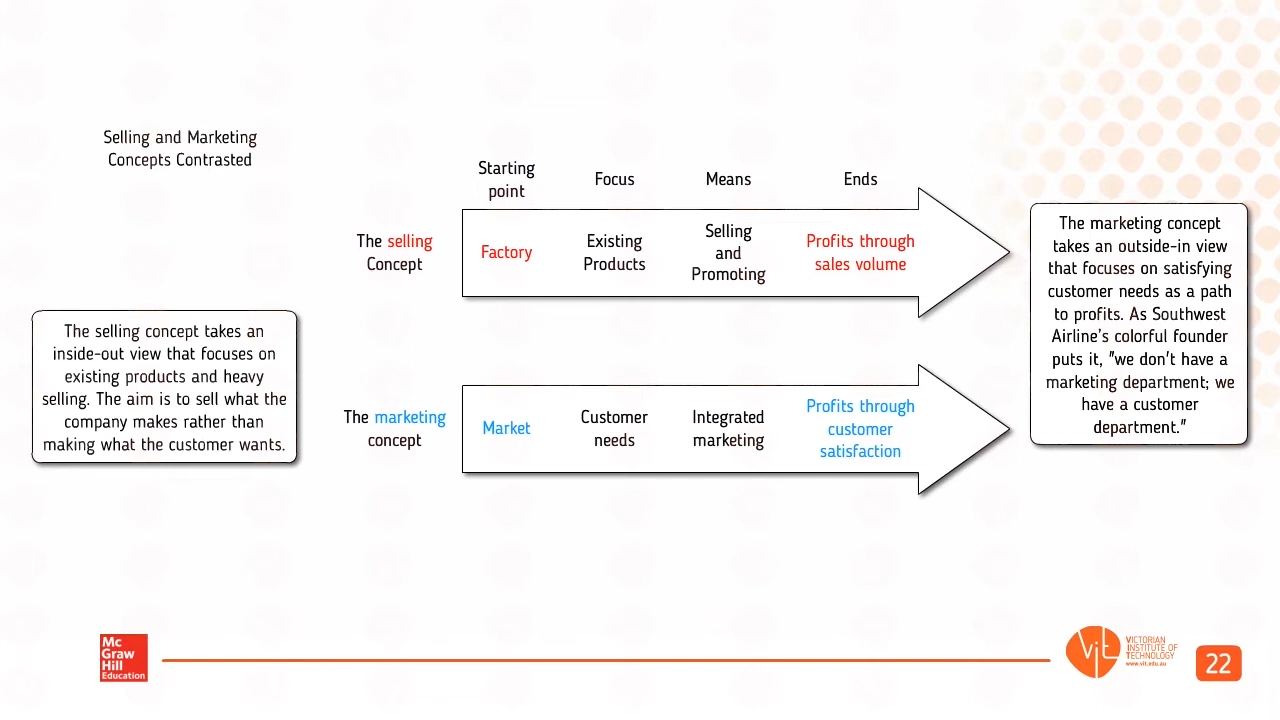 Selling and Marketing
Concepts Contrasted
Starting
point
Focus
Means
Ends
The selling
Concept
Factory
Existing
Products
Selling
and
Promoting
Profits through
sales volume
The selling concept takes an
inside-out view that focuses on
existing products and heavy
selling. The aim is to sell what the
company makes rather than
making what the customer wants.
The marketing
concept
Market
Customer
needs
Integrated
marketing
Profits through
customer
satisfaction
The marketing concept
takes an outside-in view
that focuses on satisfying
customer needs as a path
to profits. As Southwest
Airline's colorful founder
puts it, "we don't have a
marketing department; we
have a customer
department."
Mc
Graw
Hill
Education
vit
VICTORIAN
INSTITUTE OF
TECHNOLOGY
www.vit.edu.au
22